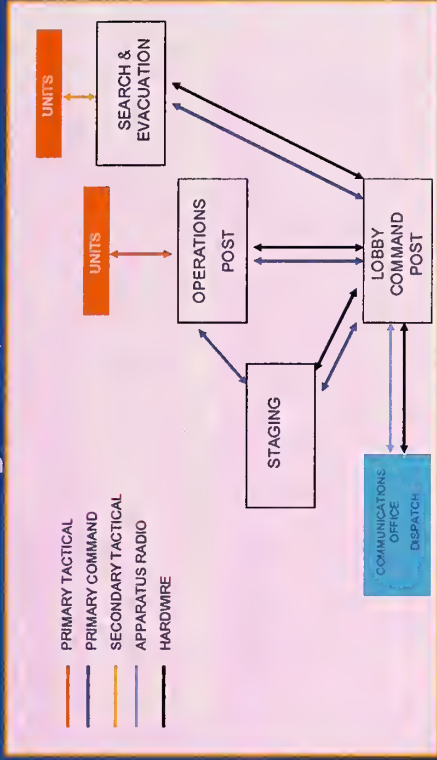 PRIMARY TACTICAL
PRIMARY COMMAND
SECONDARY TACTICAL
APPARATUS RADIO
HARDWIRE
UNITS
SEARCH &
EVACUATION
UNITS
OPERATIONS
POST
STAGING
LOBBY
COMMAND
POST
COMMUNICATIONS
OFFICE
DISPATCH